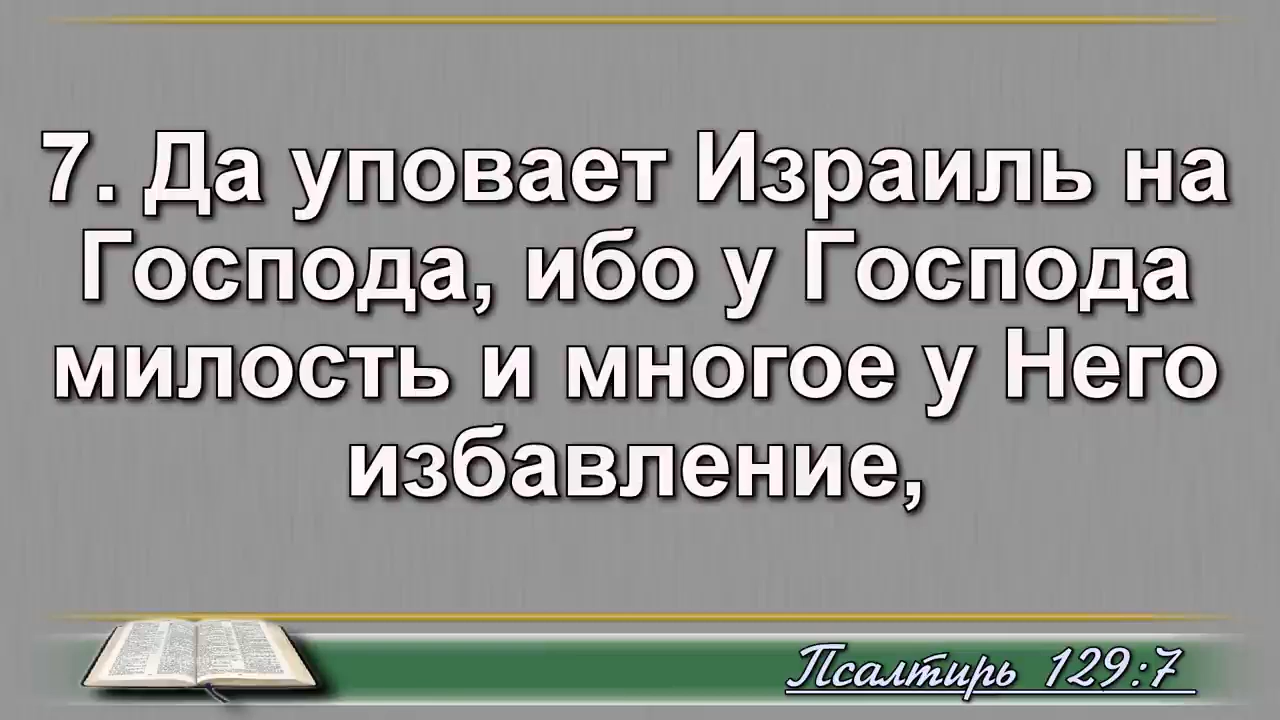 7. Да уповает Израиль на
Господа, ибо у Господа
милость и многое у Него
избавление,
Псалтирь 129:7